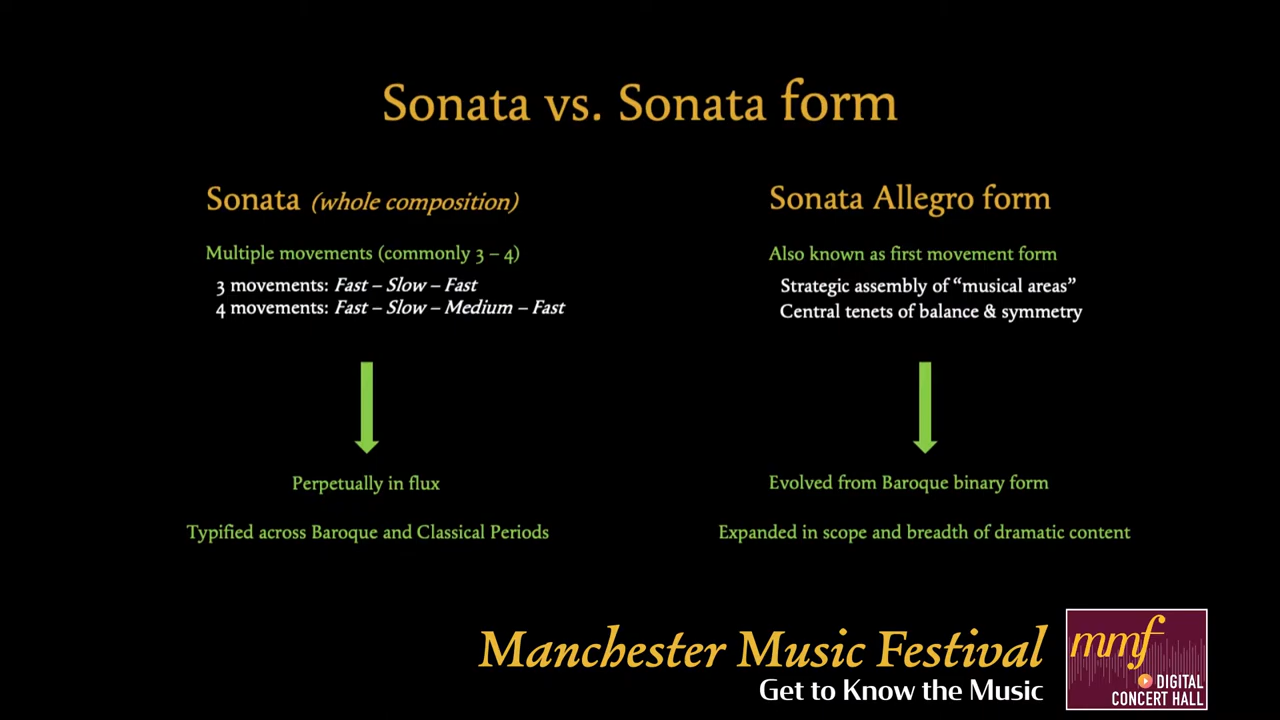 Sonata vs. Sonata form
Sonata (whole composition)
Multiple movements (commonly 3 – 4)
3 movements: Fast – Slow – Fast
4 movements: Fast – Slow – Medium – Fast
Perpetually in flux
Typified across Baroque and Classical Periods
Sonata Allegro form
Also known as first movement form
Strategic assembly of “musical areas”
Central tenets of balance & symmetry
Evolved from Baroque binary form
Expanded in scope and breadth of dramatic content
Manchester Music Festival
Get to Know the Music
mmf
DIGITAL
CONCERT HALL